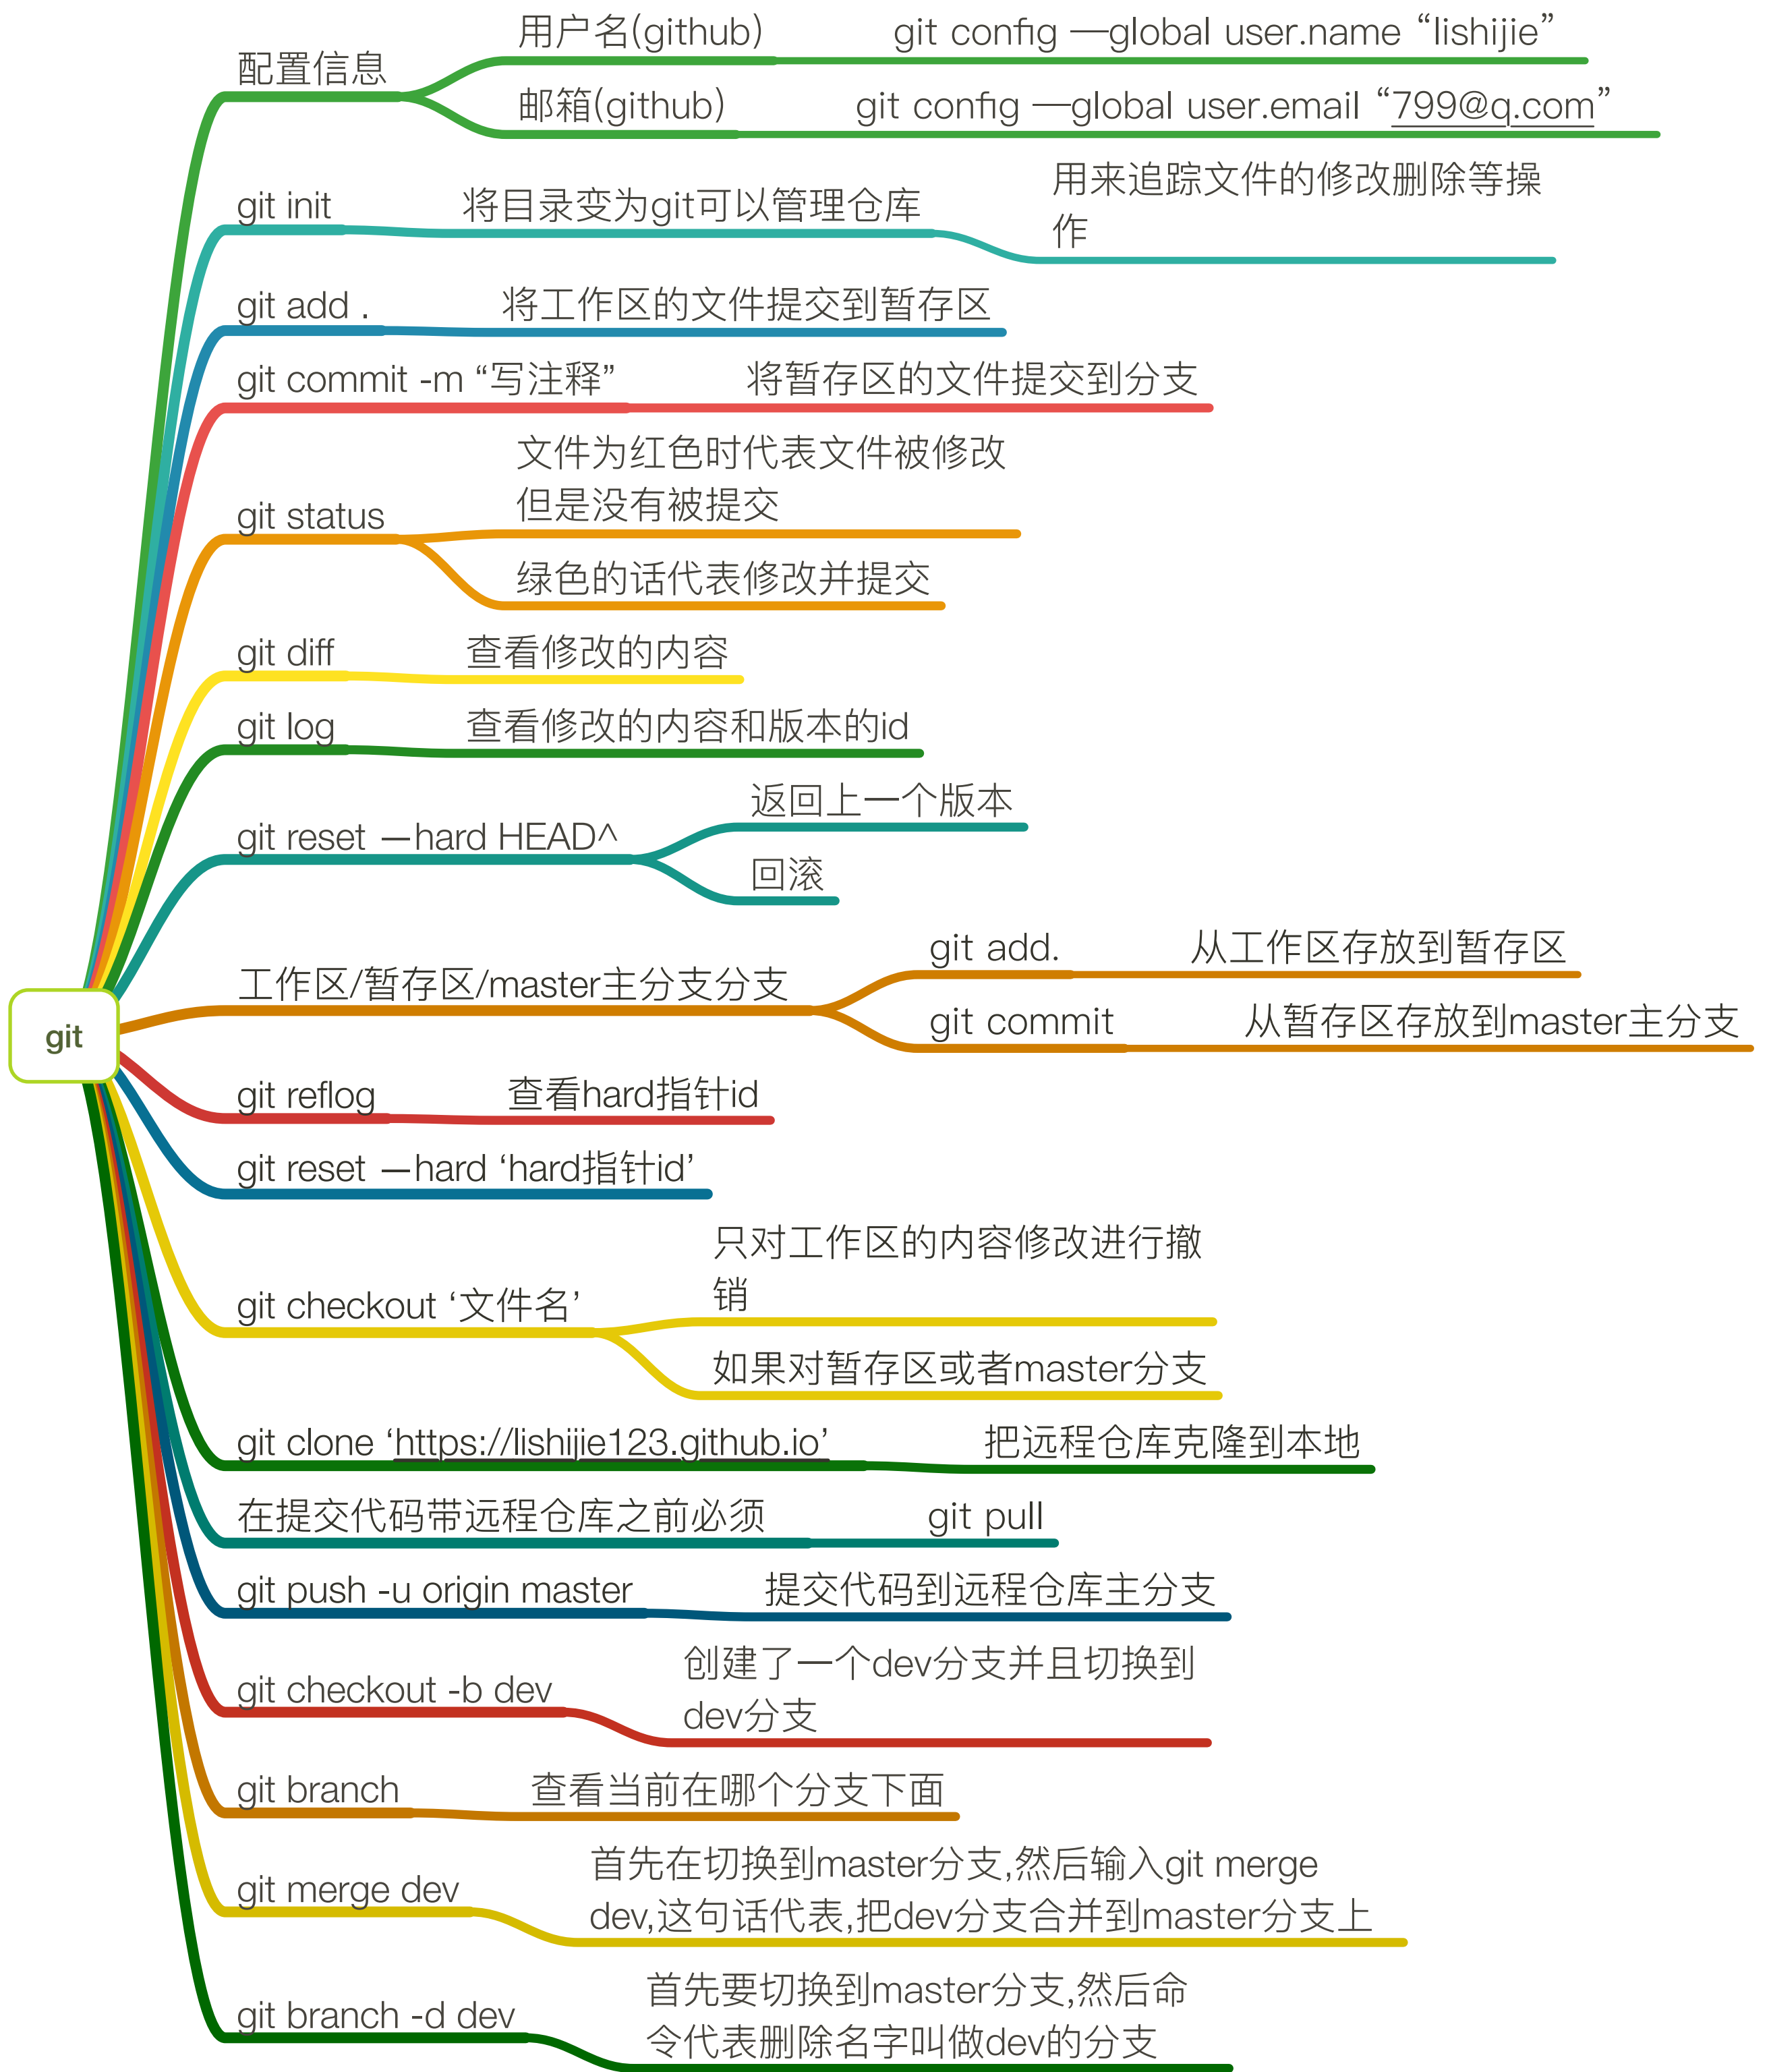 配置信息
用户名(github)
git config —global user.name “lishijie”
邮箱(github)
git config —global user.email “799@q.com”
git init
将目录变为git可以管理仓库
用来追踪文件的修改删除等操
作
git add .
将工作区的文件提交到暂存区
git commit -m “写注释”
将暂存区的文件提交到分支
git status
文件为红色时代表文件被修改
但是没有被提交
绿色的话代表修改并提交
git diff
查看修改的内容
git log
查看修改的内容和版本的id
git reset —hard HEAD^
返回上一个版本
回滚
git
工作区/暂存区/master主分支分支
git add.
从工作区存放到暂存区
git commit
从暂存区存放到master主分支
git reflog
查看hard指针id
git reset —hard ‘hard指针id’
git checkout ‘文件名’
只对工作区的内容修改进行撤
销
如果对暂存区或者master分支
git clone ‘https://lishijie123.github.io’
把远程仓库克隆到本地
在提交代码带远程仓库之前必须
git pull
git push -u origin master
提交代码到远程仓库主分支
git checkout -b dev
创建了一个dev分支并且切换到
dev分支
git branch
查看当前在哪个分支下面
git merge dev
首先在切换到master分支,然后输入git merge
dev,这句话代表,把dev分支合并到master分支上
git branch -d dev
首先要切换到master分支,然后命
令代表删除名字叫做dev的分支